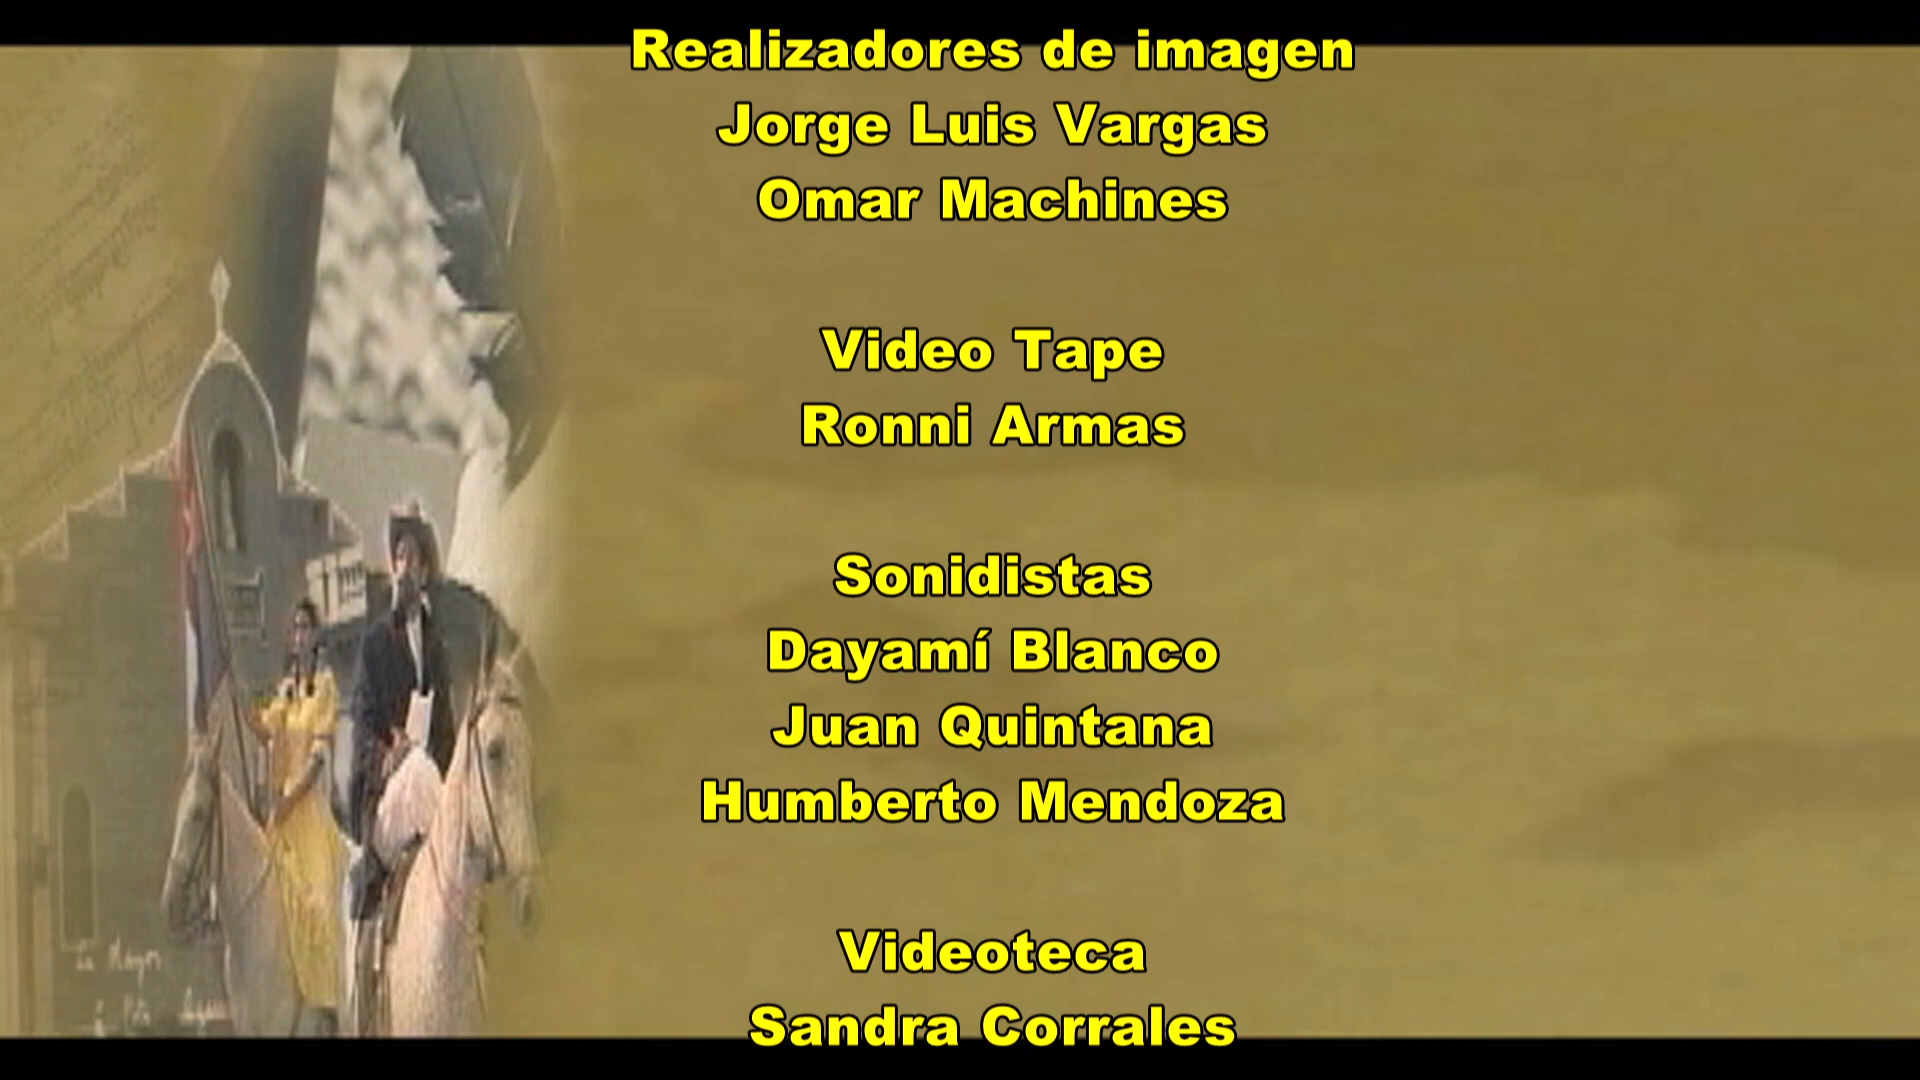 Realizadores de imagen
Jorge Luis Vargas
Omar Machines
Video Tape
Ronni Armas
Sonidistas
Dayamí Blanco
Juan Quintana
Humberto Mendoza
Videoteca
Sandra Corrales